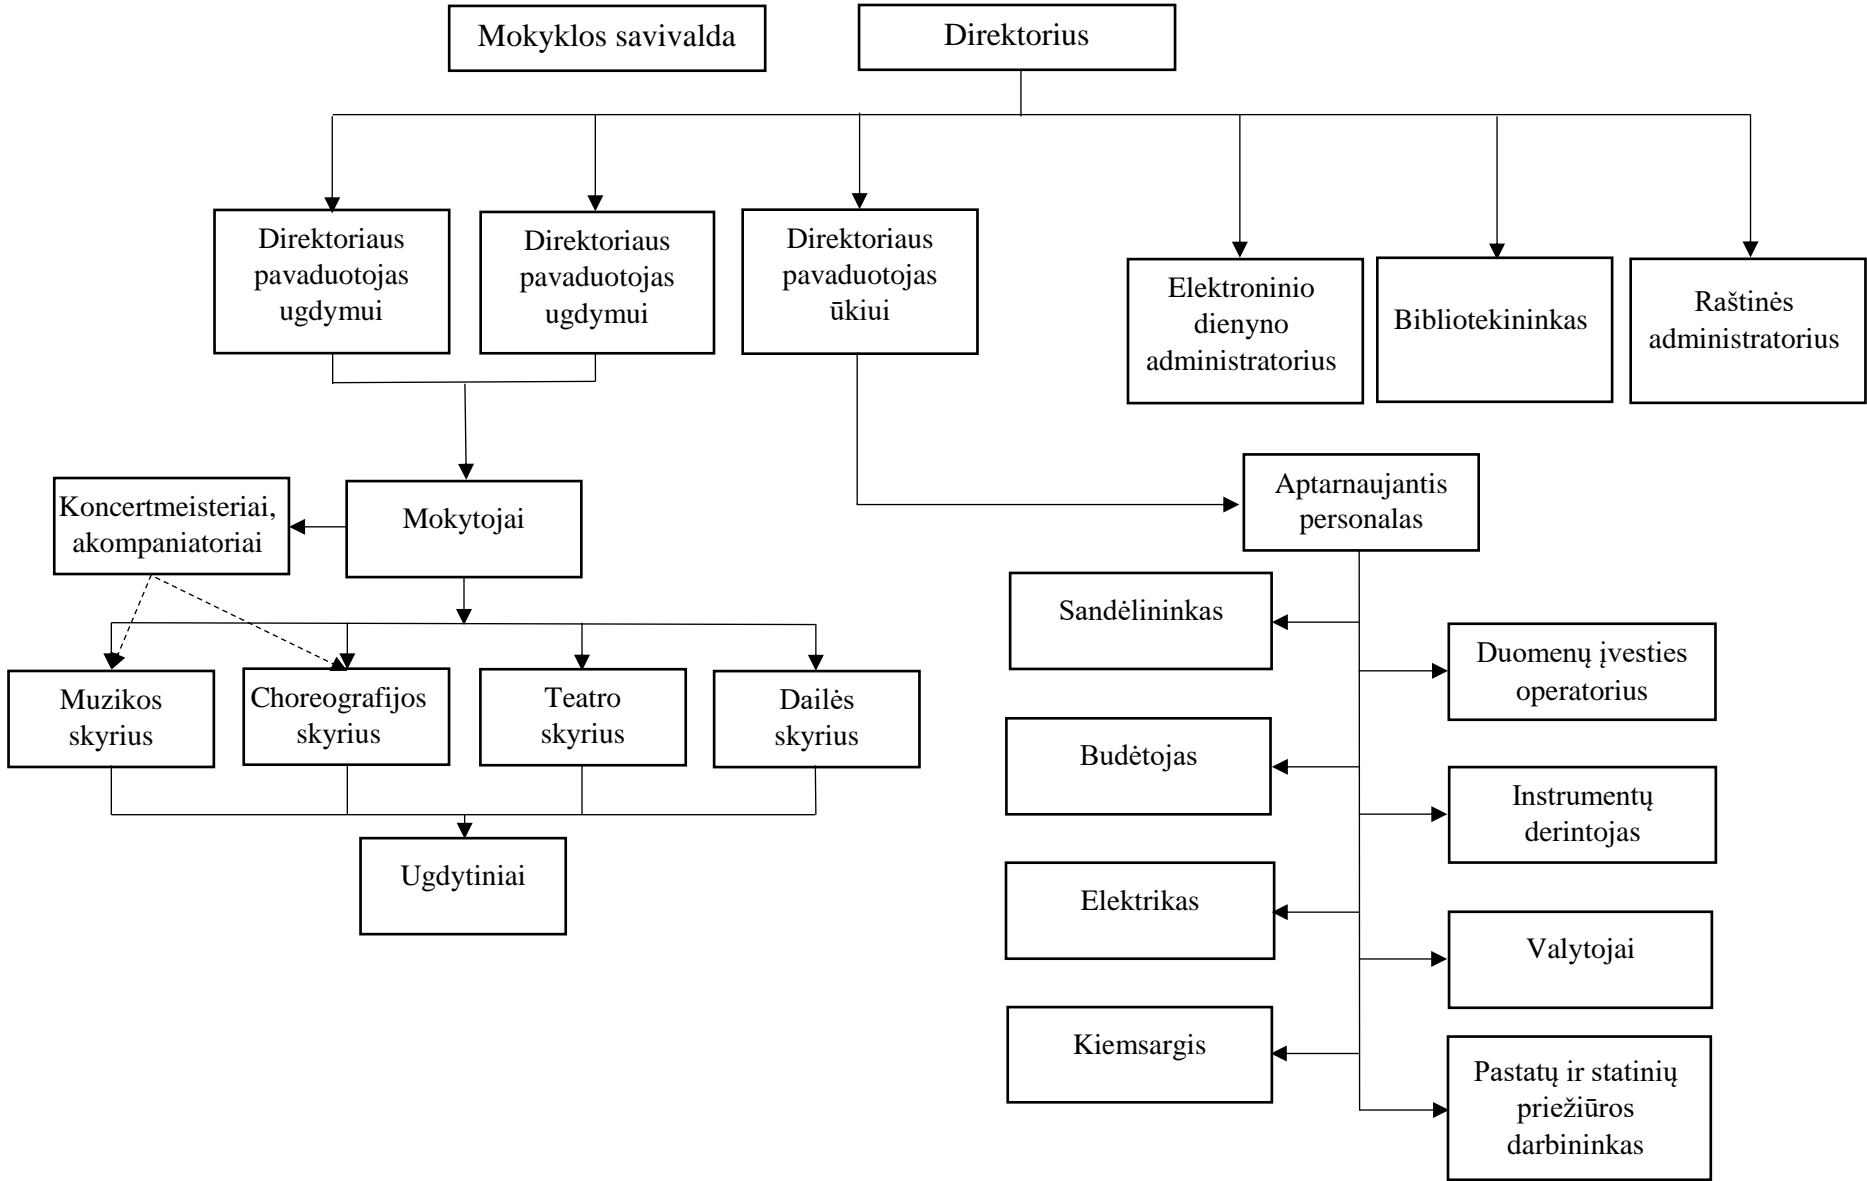 Mokyklos savivalda
Direktorius
Direktoriaus
pavaduotojas
ugdymui
Direktoriaus
pavaduotojas
ugdymui
Direktoriaus
pavaduotojas
ūkiui
Elektroninio
dienyno
administratorius
Bibliotekininkas
Raštinės
administratorius
Koncertmeisteriai,
akompaniatoriai
Mokytojai
Aptarnaujantis
personalas
Muzikos
skyrius
Choreografijos
skyrius
Teatro
skyrius
Dailės
skyrius
Ugdytiniai
Sandėlininkas
Duomenų įvesties
operatorius
Budėtojas
Instrumentų
derintojas
Elektrikas
Valytojai
Kiemsargis
Pastatų ir statinių
priežiūros
darbininkas